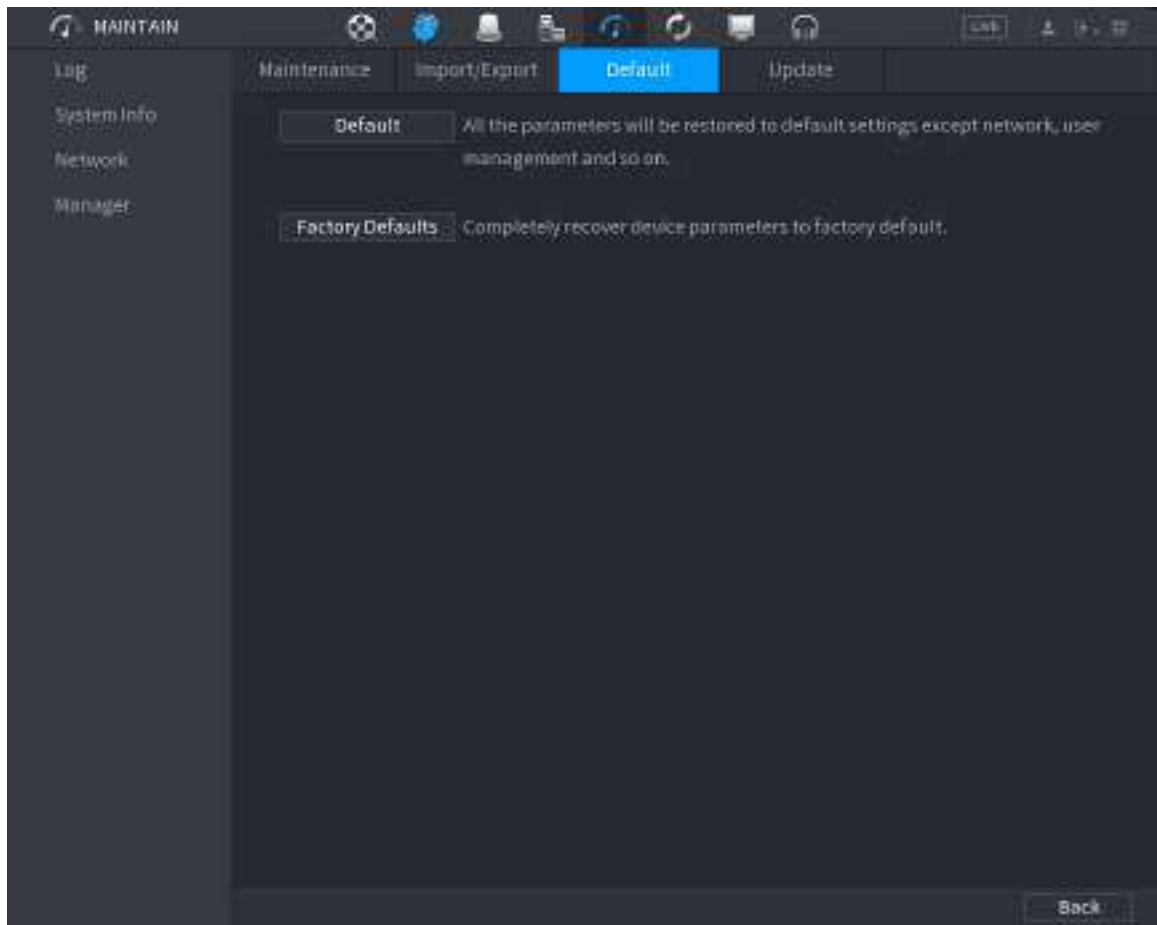 MAINTAIN
LIVE
Log
Maintenance
Import/Export
Default
Update
System Info
Network
Manager
Default
All the parameters will be restored to default settings except network, user
management and so on.
Factory Defaults
Completely recover device parameters to factory default.
Back